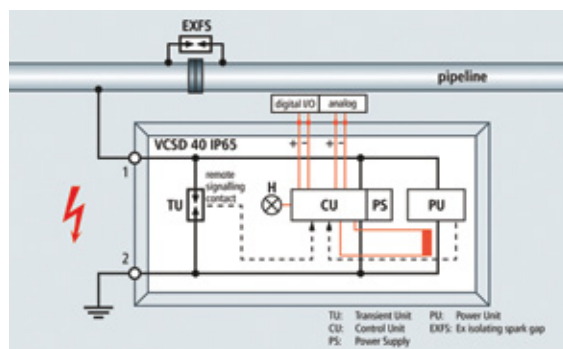 EXFS
pipeline
digital I/O analog
VCSD 40 IP65
+ − + −
1
remote
signalling
contact
H
TU
CU
PS
PU
2
TU: Transient Unit PU: Power Unit
CU: Control Unit EXFS: Ex isolating spark gap
PS: Power Supply